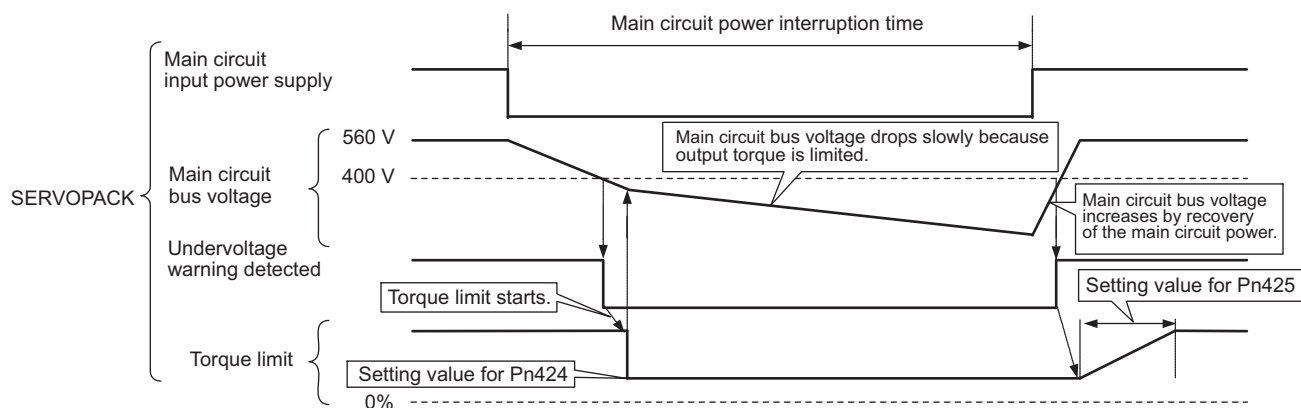 Main circuit power interruption time
Main circuit
input power supply
560 V
Main circuit bus voltage drops slowly because
output torque is limited.
400 V
Main circuit
bus voltage
SERVOPACK
Main circuit bus voltage
increases by recovery
of the main circuit power.
Undervoltage
warning detected
Torque limit starts.
Setting value for Pn425
Torque limit
Setting value for Pn424
0%